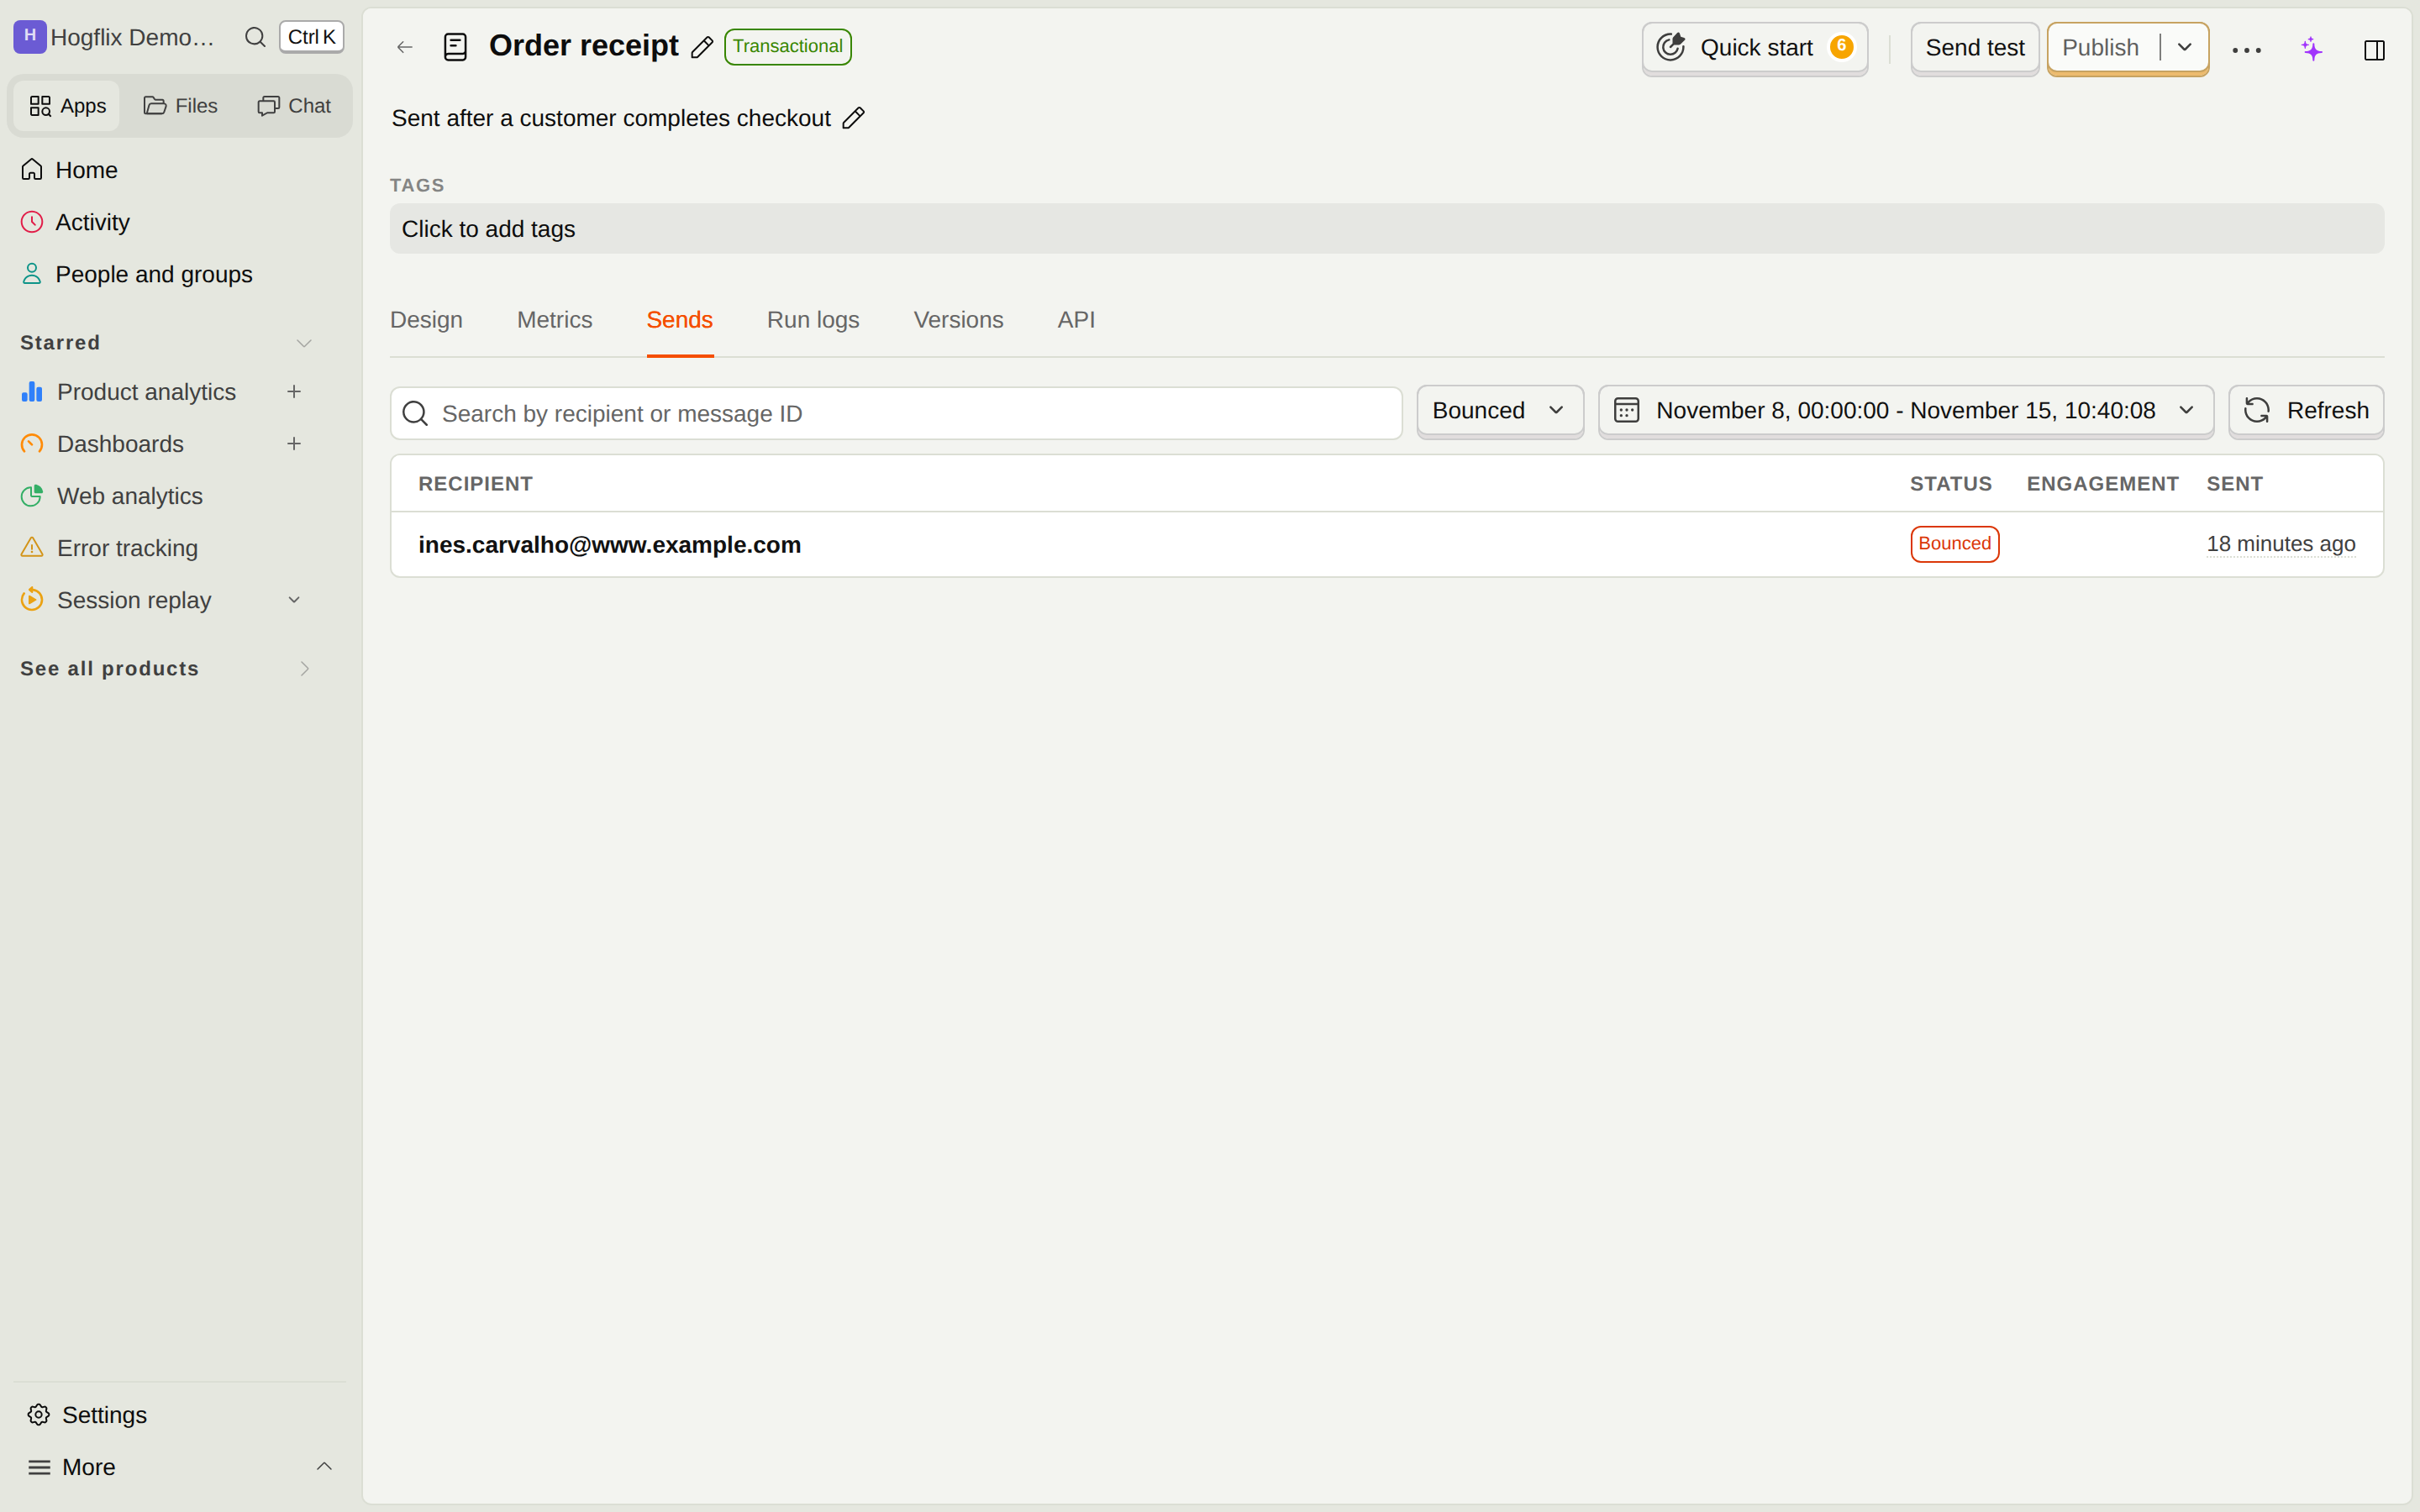 H Hogflix Demo… Ctrl K
Apps Files Chat
Home
Activity
People and groups
Starred
Product analytics
Dashboards
Web analytics
Error tracking
Session replay
See all products
Settings
More
Order receipt Transactional
Quick start 6 Send test Publish
Sent after a customer completes checkout
TAGS
Click to add tags
Design Metrics Sends Run logs Versions API
Search by recipient or message ID Bounced November 8, 00:00:00 - November 15, 10:40:08 Refresh
RECIPIENT STATUS ENGAGEMENT SENT
ines.carvalho@www.example.com Bounced 18 minutes ago